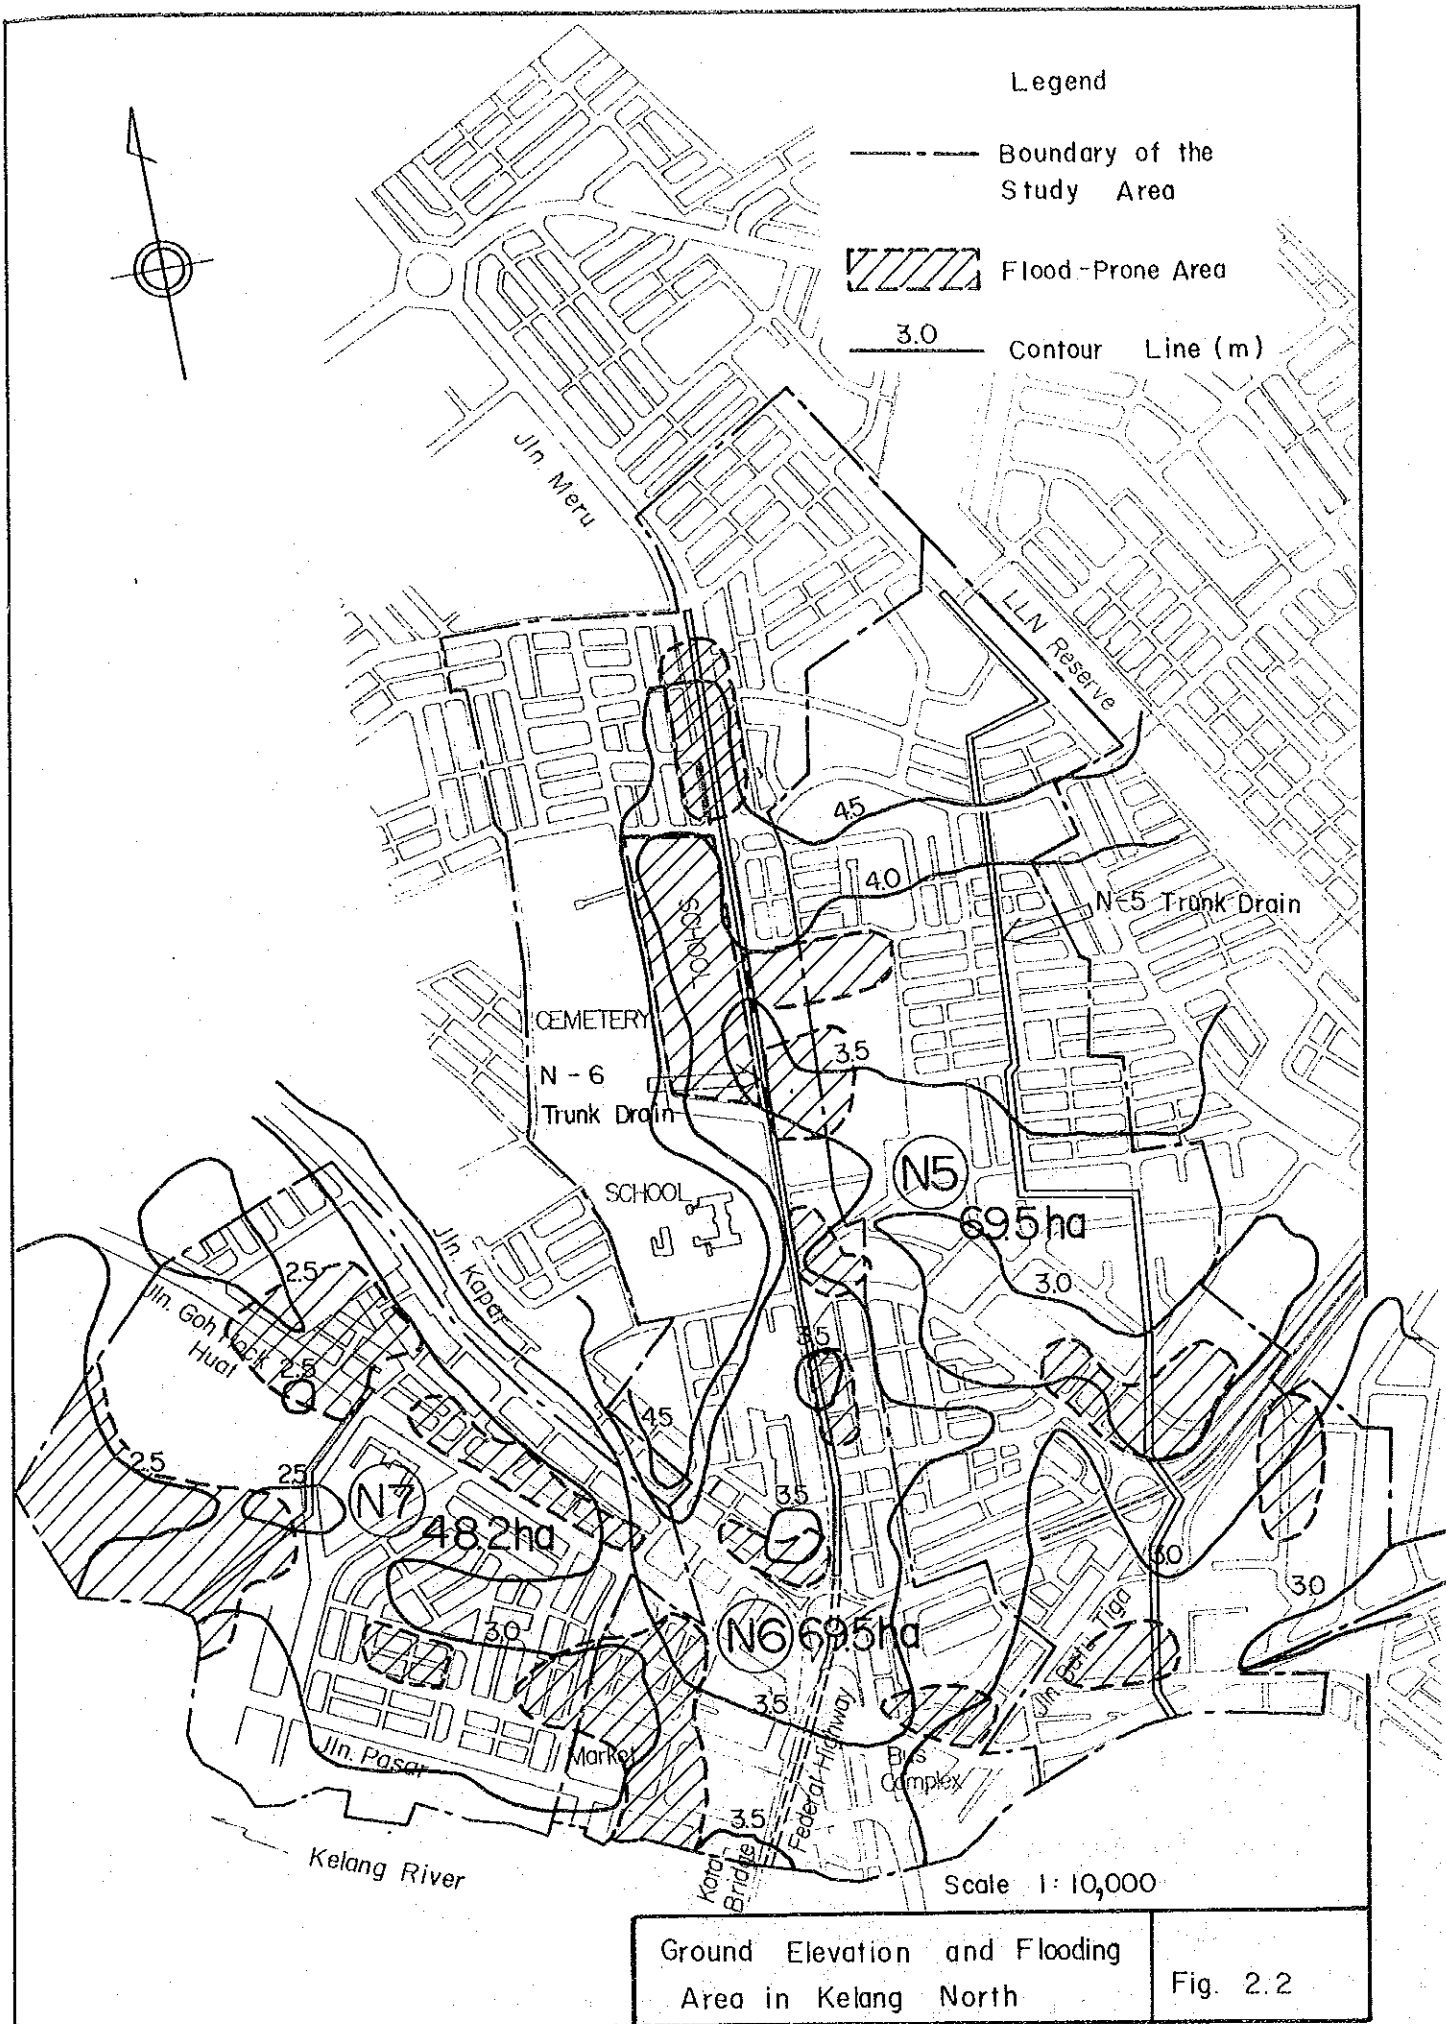 Legend
Boundary of the
Study Area
Flood-Prone Area
3.0
Contour Line (m)
Jln. Meru
LLN Reserve
4.5
4.0
N-5 Trunk Drain
SCHOOL
CEMETERY
3.5
N-6
Trunk Drain
N5
69.5ha
SCHOOL
Jln. Kapar
3.0
2.5
Jln. Goh Hock
Huat
2.5
3.5
4.5
2.5
2.5
3.5
N7
48.2ha
3.0
3.0
3.0
N6
69.5ha
Jln Batu Tiga
3.5
Jln. Pasar
Market
Federal Highway
Bus
Complex
3.5
Kota
Bridge
Kelang River
Scale 1:10,000
Ground Elevation and Flooding
Area in Kelang North
Fig. 2.2